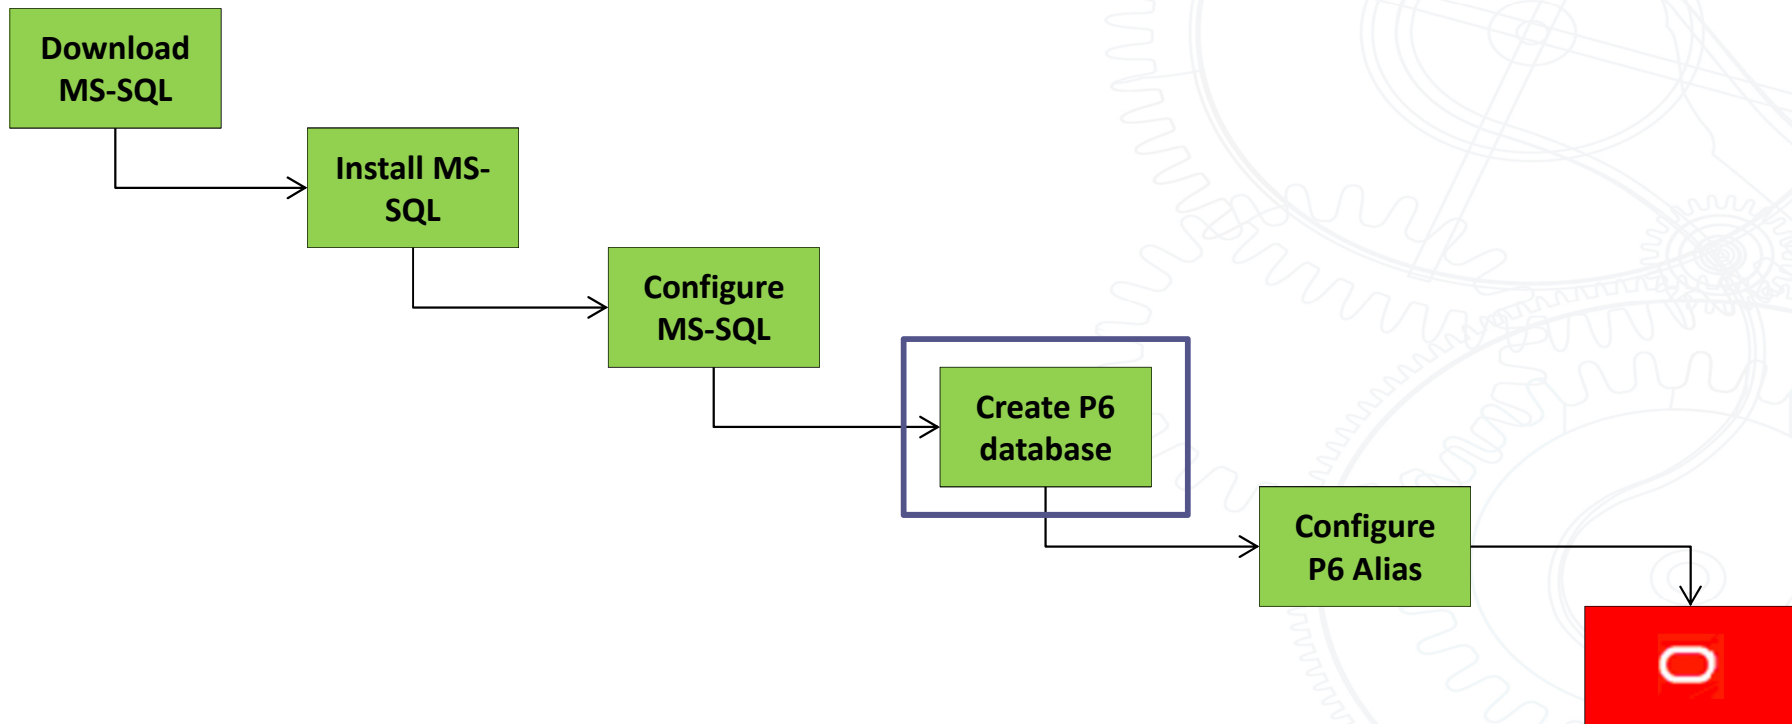 Download
MS-SQL
Install MS-
SQL
Configure
MS-SQL
Create P6
database
Configure
P6 Alias